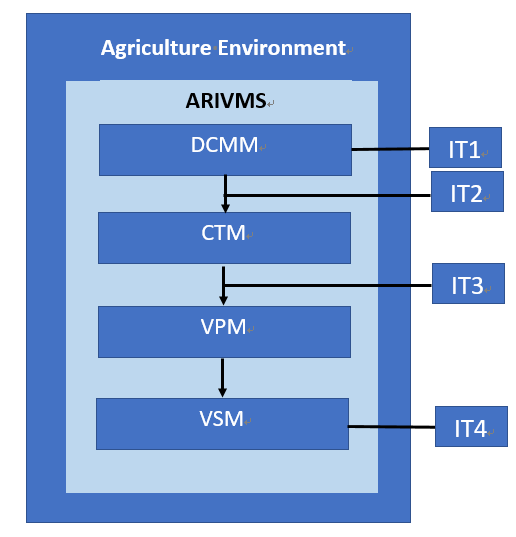 Agriculture Environment
ARIVMS
DCMM
IT1
IT2
CTM
IT3
VPM
VSM
IT4